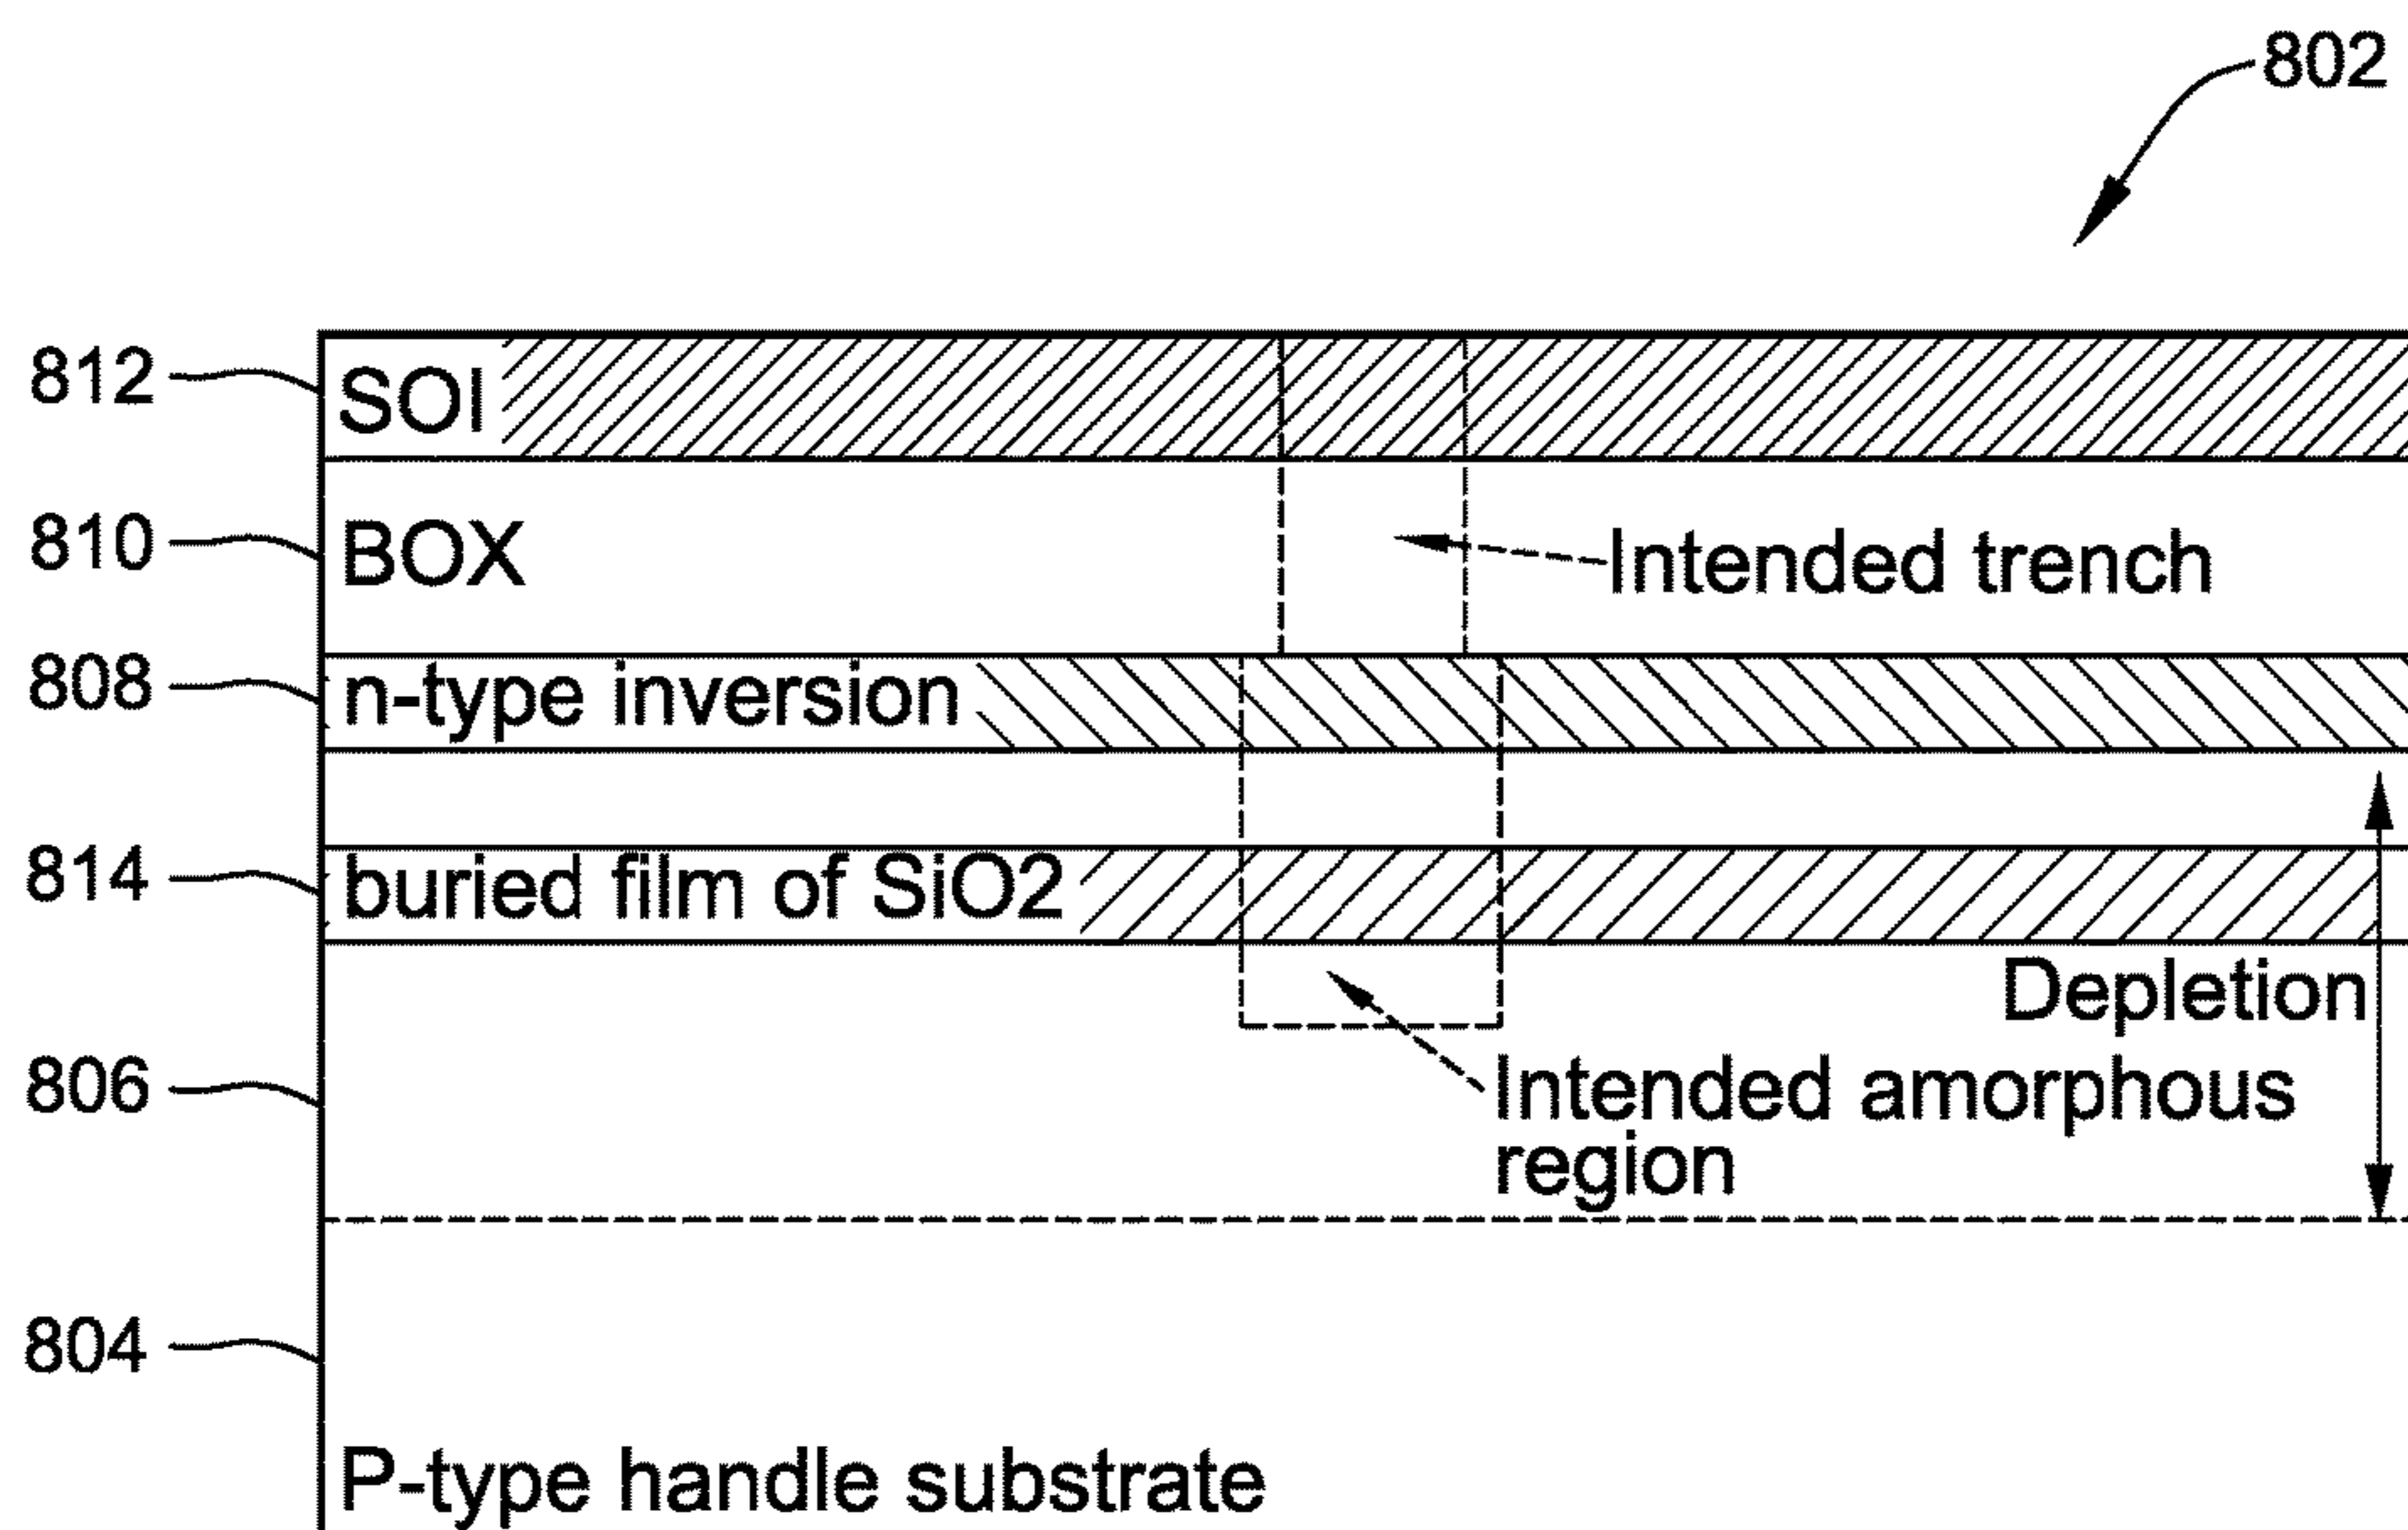 802
812
SOI
810
BOX
Intended trench
808
n-type inversion
814
buried film of SiO2
Depletion
806
Intended amorphous
region
804
P-type handle substrate